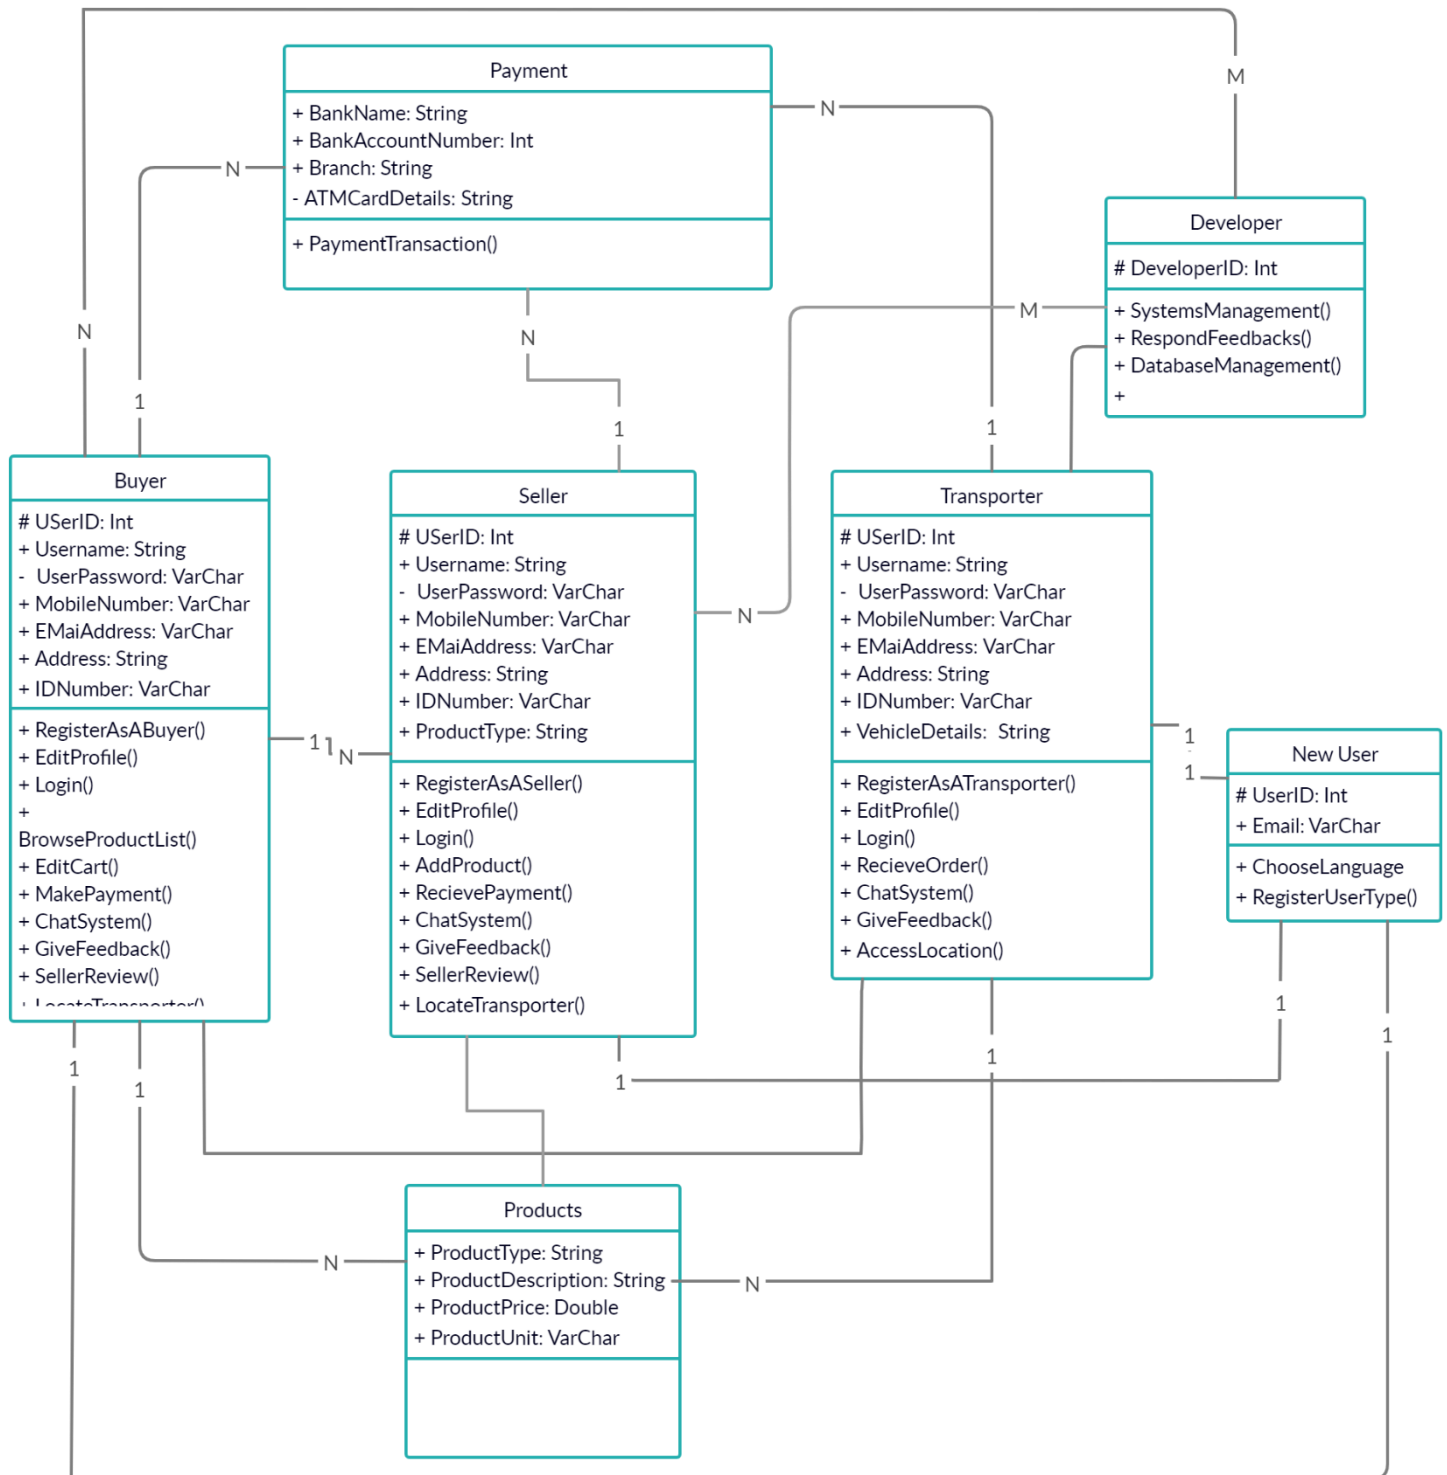 M
Payment
+ BankName: String
+ BankAccountNumber: Int
+ Branch: String
- ATMCardDetails: String
+ PaymentTransaction()
N
N
N
1
1
1
N
M
N
Developer
# DeveloperID: Int
+ SystemsManagement()
+ RespondFeedbacks()
+ DatabaseManagement()
+
Buyer
# USerID: Int
+ Username: String
- UserPassword: VarChar
+ MobileNumber: VarChar
+ EMaiAddress: VarChar
+ Address: String
+ IDNumber: VarChar
+ RegisterAsABuyer()
+ EditProfile()
+ Login()
+
BrowseProductList()
+ EditCart()
+ MakePayment()
+ ChatSystem()
+ GiveFeedback()
+ SellerReview()
+ LocateTransporter()
1
N
Seller
# USerID: Int
+ Username: String
- UserPassword: VarChar
+ MobileNumber: VarChar
+ EMaiAddress: VarChar
+ Address: String
+ IDNumber: VarChar
+ ProductType: String
+ RegisterAsASeller()
+ EditProfile()
+ Login()
+ AddProduct()
+ RecievePayment()
+ ChatSystem()
+ GiveFeedback()
+ SellerReview()
+ LocateTransporter()
Transporter
# USerID: Int
+ Username: String
- UserPassword: VarChar
+ MobileNumber: VarChar
+ EMaiAddress: VarChar
+ Address: String
+ IDNumber: VarChar
+ VehicleDetails: String
+ RegisterAsATransporter()
+ EditProfile()
+ Login()
+ RecieveOrder()
+ ChatSystem()
+ GiveFeedback()
+ AccessLocation()
1
1
New User
# UserID: Int
+ Email: VarChar
+ ChooseLanguage
+ RegisterUserType()
1
1
1
1
1
1
Products
+ ProductType: String
+ ProductDescription: String
+ ProductPrice: Double
+ ProductUnit: VarChar
N
N